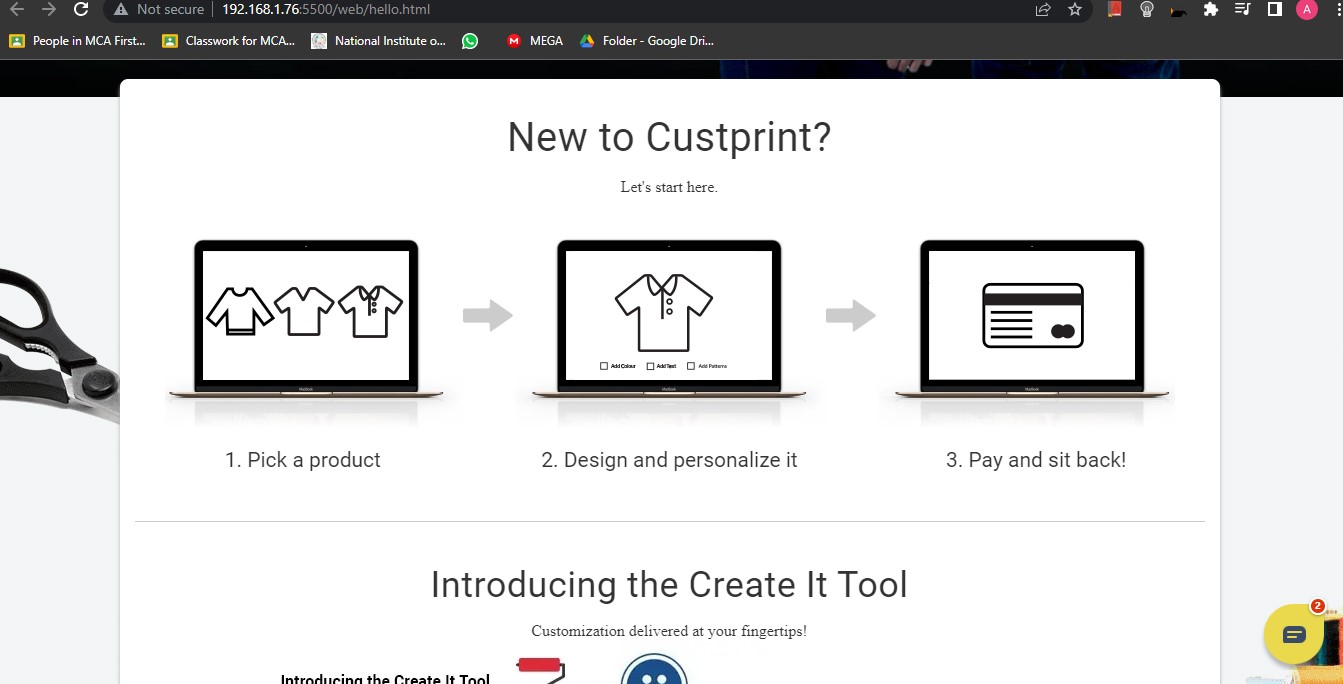 Not secure
192.168.1.76:5500/web/hello.html
A
People in MCA First...
Classwork for MCA...
National Institute o...
MEGA
Folder - Google Dri...
New to Custprint?
Let's start here.
Add Colour
Add Text
Add Patterns
MacBook
MacBook
MacBook
1. Pick a product
2. Design and personalize it
3. Pay and sit back!
Introducing the Create It Tool
2
Customization delivered at your fingertips!
Introducing the Create It Tool